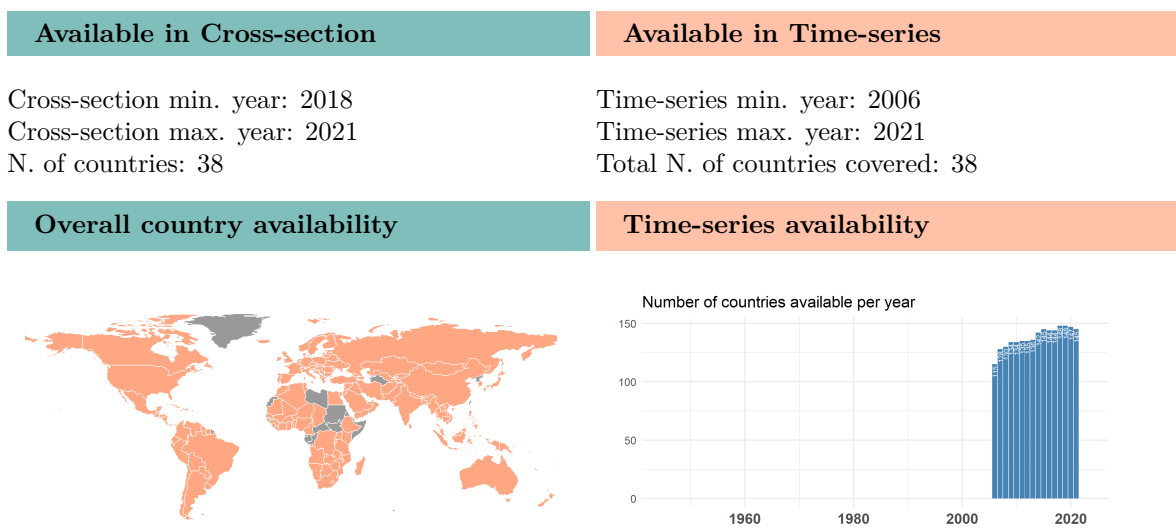 Available in Cross-section
Available in Time-series
Cross-section min. year: 2018
Cross-section max. year: 2021
N. of countries: 38
Time-series min. year: 2006
Time-series max. year: 2021
Total N. of countries covered: 38
Overall country availability
Time-series availability
Number of countries available per year
150
100
50
0
1960
1980
2000
2020